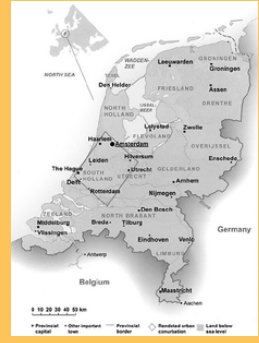 WADDEN-
ZEE
Leeuwarden
GRONINGEN
Groningen
NORTH SEA
TEXEL
Den Helder
FRIESLAND
Assen
DRENTHE
NORTH
HOLLAND
IJSSEL
MEER
Lelystad
Zwolle
FLEVOLAND
Haarlem
Amsterdam
OVERIJSSEL
Hilversum
Enschede
Leiden
The Hague
Utrecht
GELDERLAND
UTRECHT
SOUTH
HOLLAND
Delft
Arnhem
Rotterdam
Nijmegen
ZEELAND
Den Bosch
NORTH BRABANT
Middelburg
Breda
Tilburg
Vlissingen
Germany
Eindhoven
Venlo
Antwerp
LIMBURG
Belgium
Maastricht
Aachen
0 10 20 30 40 50 km
Provincial
capital
Other important
town
Provincial
border
Randstad urban
conurbation
Land below
sea level